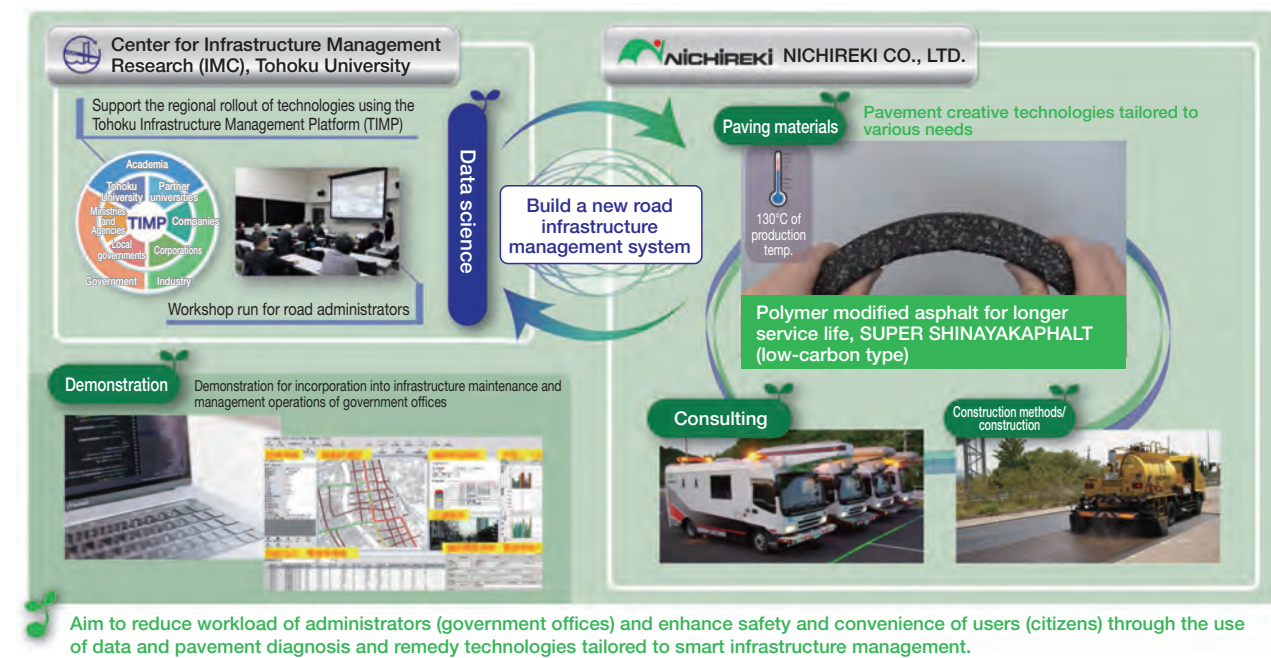 Center for Infrastructure Management
Research (IMC), Tohoku University
Support the regional rollout of technologies using the
Tohoku Infrastructure Management Platform (TIMP)
Academia
Tohoku
University
Partner
universities
Ministries
and
Agencies
TIMP
Companies
Local
governments
Corporations
Government
Industry
Workshop run for road administrators
Data science
Build a new road
infrastructure
management system
NICHIREKI NICHIREKI CO., LTD.
Paving materials
Pavement creative technologies tailored to
various needs
130°C of
production
temp.
Polymer modified asphalt for longer
service life, SUPER SHINAYAKAPHALT
(low-carbon type)
Consulting
Construction methods/
construction
Demonstration
Demonstration for incorporation into infrastructure maintenance and
management operations of government offices
Aim to reduce workload of administrators (government offices) and enhance safety and convenience of users (citizens) through the use
of data and pavement diagnosis and remedy technologies tailored to smart infrastructure management.